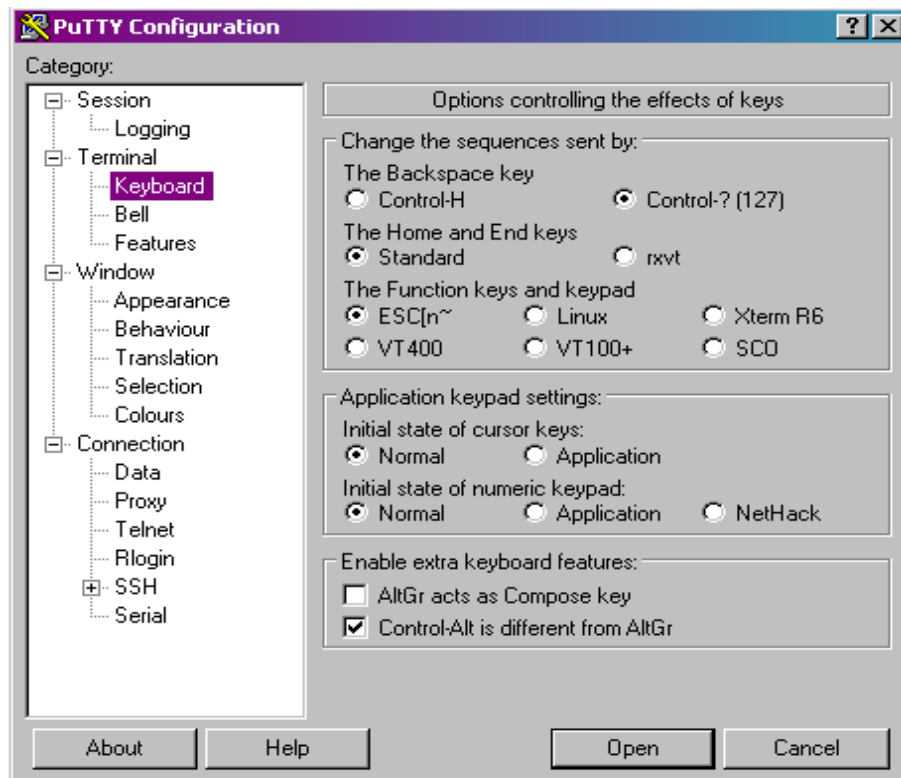 PuTTY Configuration
Category:
Session
Logging
Terminal
Keyboard
Bell
Features
Window
Appearance
Behaviour
Translation
Selection
Colours
Connection
Data
Proxy
Telnet
Rlogin
SSH
Serial
Options controlling the effects of keys
Change the sequences sent by:
The Backspace key
Control-H Control-? (127)
The Home and End keys
Standard rxvt
The Function keys and keypad
ESC[n~ Linux Xterm R6
VT400 VT100+ SCO
Application keypad settings:
Initial state of cursor keys:
Normal Application
Initial state of numeric keypad:
Normal Application NetHack
Enable extra keyboard features:
AltGr acts as Compose key
Control-Alt is different from AltGr
About Help Open Cancel